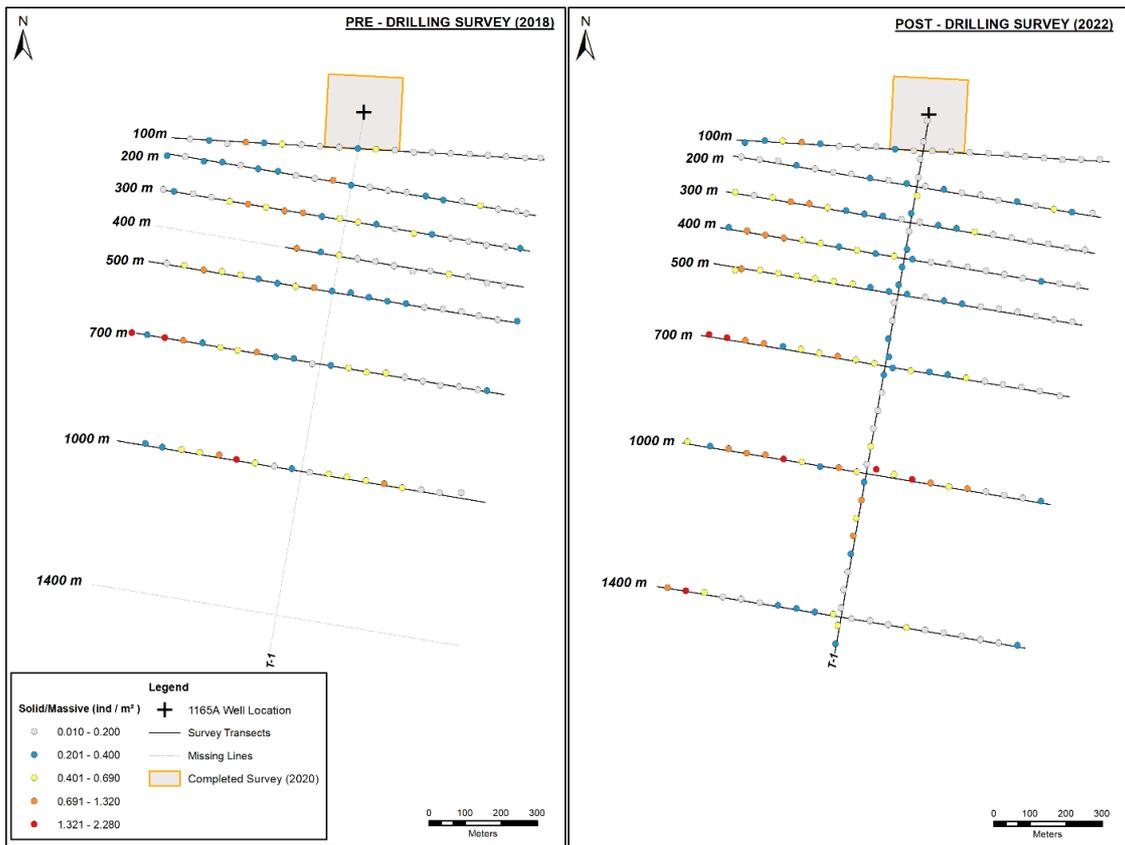 N
PRE - DRILLING SURVEY (2018)
100m
200 m
300 m
400 m
500 m
700 m
1000 m
1400 m
T-1
Legend
Solid/Massive (ind / m² )
0.010 - 0.200
0.201 - 0.400
0.401 - 0.690
0.691 - 1.320
1.321 - 2.280
1165A Well Location
Survey Transects
Missing Lines
Completed Survey (2020)
0 100 200 300
Meters
N
POST - DRILLING SURVEY (2022)
100m
200 m
300 m
400 m
500 m
700 m
1000 m
1400 m
T-1
0 100 200 300
Meters